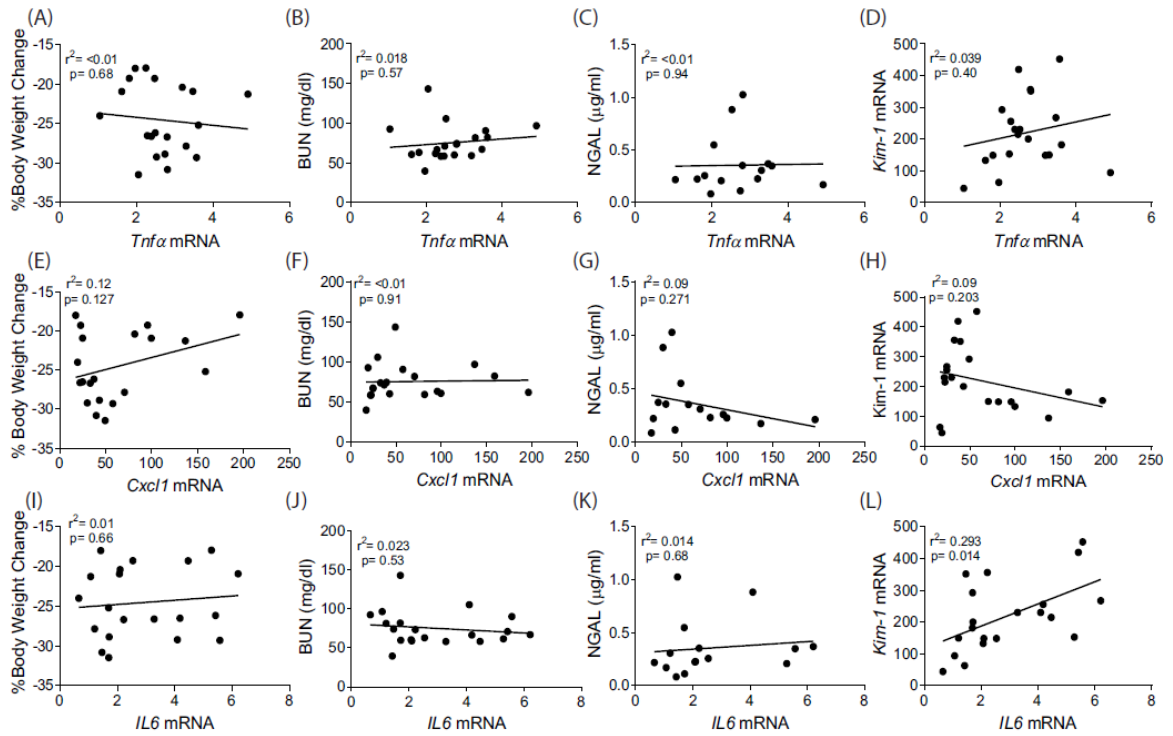 (A)
r²= <0.01
p= 0.68
%Body Weight Change
-15
-20
-25
-30
-35
0 2 4 6
Tnfα mRNA
(B)
r²= 0.018
p= 0.57
BUN (mg/dl)
200
150
100
50
0
0 2 4 6
Tnfα mRNA
(C)
r²= <0.01
p= 0.94
NGAL (µg/ml)
1.5
1.0
0.5
0.0
0 2 4 6
Tnfα mRNA
(D)
r²= 0.039
p= 0.40
Kim-1 mRNA
500
400
300
200
100
0
0 2 4 6
Tnfα mRNA
(E)
r²= 0.12
p= 0.127
% Body Weight Change
-15
-20
-25
-30
-35
0 50 100 150 200 250
Cxcl1 mRNA
(F)
r²= <0.01
p= 0.91
BUN (mg/dl)
200
150
100
50
0
0 50 100 150 200 250
Cxcl1 mRNA
(G)
r²= 0.09
p= 0.271
NGAL (µg/ml)
1.5
1.0
0.5
0.0
0 50 100 150 200 250
Cxcl1 mRNA
(H)
r²= 0.09
p= 0.203
Kim-1 mRNA
500
400
300
200
100
0
0 50 100 150 200 250
Cxcl1 mRNA
(I)
r²= 0.01
p= 0.66
%Body Weight Change
-15
-20
-25
-30
-35
0 2 4 6 8
IL6 mRNA
(J)
r²= 0.023
p= 0.53
BUN (mg/dl)
200
150
100
50
0
0 2 4 6 8
IL6 mRNA
(K)
r²= 0.014
p= 0.68
NGAL (µg/ml)
1.5
1.0
0.5
0.0
0 2 4 6 8
IL6 mRNA
(L)
r²= 0.293
p= 0.014
Kim-1 mRNA
500
400
300
200
100
0
0 2 4 6 8
IL6 mRNA